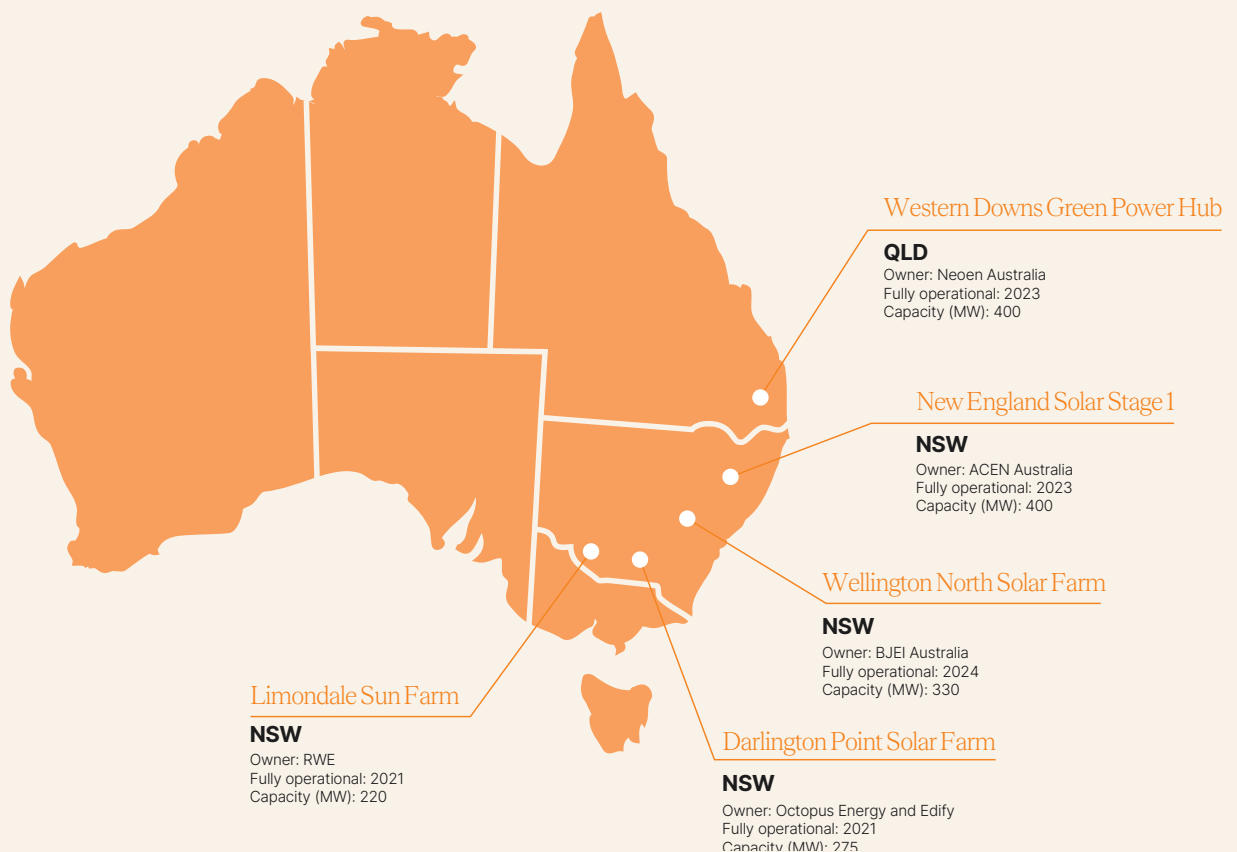 Western Downs Green Power Hub
QLD
Owner: Neoen Australia
Fully operational: 2023
Capacity (MW): 400
New England Solar Stage 1
NSW
Owner: ACEN Australia
Fully operational: 2023
Capacity (MW): 400
Wellington North Solar Farm
NSW
Owner: BJEI Australia
Fully operational: 2024
Capacity (MW): 330
Limondale Sun Farm
NSW
Owner: RWE
Fully operational: 2021
Capacity (MW): 220
Darlington Point Solar Farm
NSW
Owner: Octopus Energy and Edify
Fully operational: 2021
Capacity (MW): 275